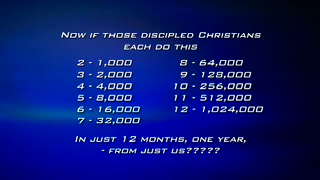 Now if those discipled Christians
each do this
2 - 1,000
3 - 2,000
4 - 4,000
5 - 8,000
6 - 16,000
7 - 32,000
8 - 64,000
9 - 128,000
10 - 256,000
11 - 512,000
12 - 1,024,000
In just 12 months, one year,
- from just us?????